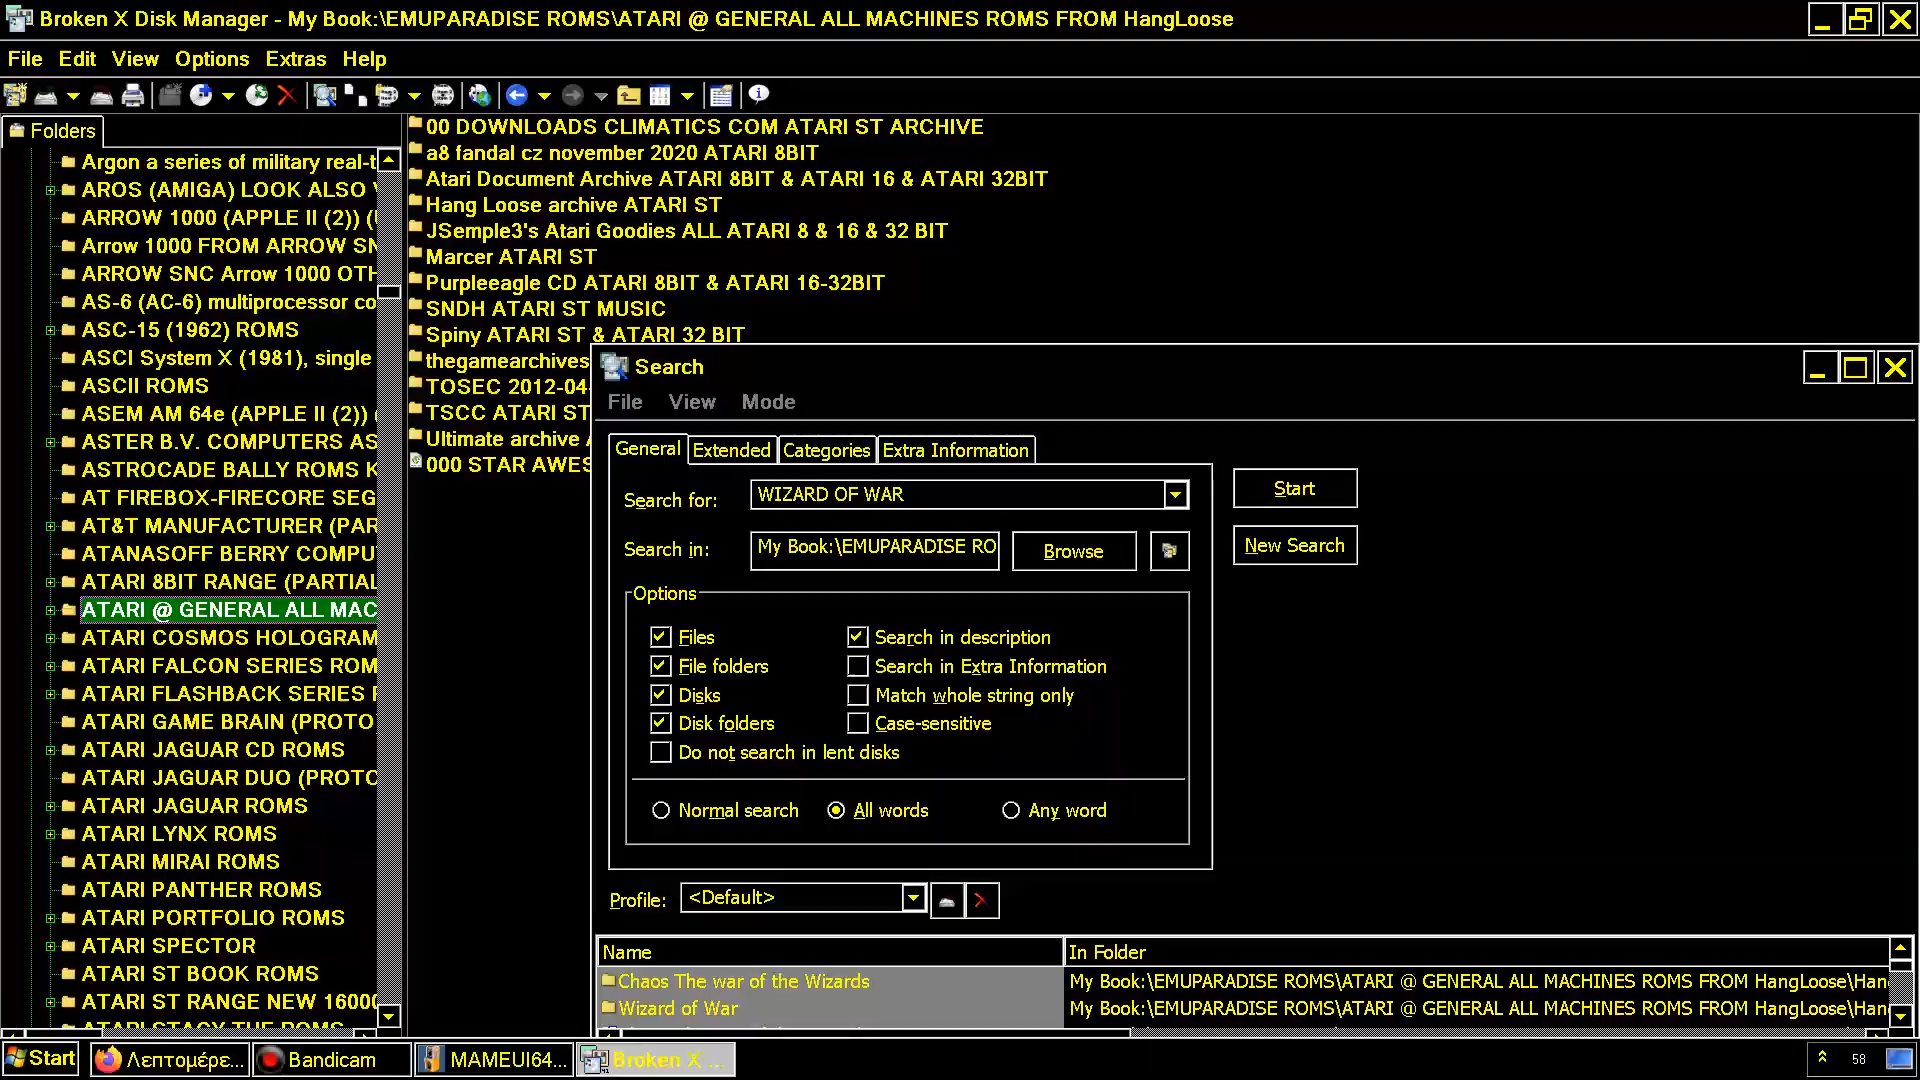 Broken X Disk Manager - My Book:\EMUPARADISE ROMS\ATARI @ GENERAL ALL MACHINES ROMS FROM HangLoose
File Edit View Options Extras Help
Folders
Argon a series of military real-t
AROS (AMIGA) LOOK ALSO
ARROW 1000 (APPLE II (2)) (
Arrow 1000 FROM ARROW SN
ARROW SNC Arrow 1000 OTH
AS-6 (AC-6) multiprocessor co
ASC-15 (1962) ROMS
ASCI System X (1981), single
ASCII ROMS
ASEM AM 64e (APPLE II (2)) (
ASTER B.V. COMPUTERS AS
ASTROCADE BALLY ROMS K
AT FIREBOX-FIRECORE SEG
AT&T MANUFACTURER (PAR
ATANASOFF BERRY COMPU
ATARI 8BIT RANGE (PARTIAL
ATARI @ GENERAL ALL MAC
ATARI COSMOS HOLOGRAM
ATARI FALCON SERIES ROM
ATARI FLASHBACK SERIES
ATARI GAME BRAIN (PROTO
ATARI JAGUAR CD ROMS
ATARI JAGUAR DUO (PROTO
ATARI JAGUAR ROMS
ATARI LYNX ROMS
ATARI MIRAI ROMS
ATARI PANTHER ROMS
ATARI PORTFOLIO ROMS
ATARI SPECTOR
ATARI ST BOOK ROMS
ATARI ST RANGE NEW 1600
ATARI STACY THE ROMS
00 DOWNLOADS CLIMATICS COM ATARI ST ARCHIVE
a8 fandal cz november 2020 ATARI 8BIT
Atari Document Archive ATARI 8BIT & ATARI 16 & ATARI 32BIT
Hang Loose archive ATARI ST
JSemple3's Atari Goodies ALL ATARI 8 & 16 & 32 BIT
Marcer ATARI ST
Purpleeagle CD ATARI 8BIT & ATARI 16-32BIT
SNDH ATARI ST MUSIC
Spiny ATARI ST & ATARI 32 BIT
thegamearchives
TOSEC 2012-04-
TSCC ATARI ST
Ultimate archive
000 STAR AWES
Search
File View Mode
General Extended Categories Extra Information
Search for: WIZARD OF WAR
Start
Search in: My Book:\EMUPARADISE RO Browse
New Search
Options
Files Search in description
File folders Search in Extra Information
Disks Match whole string only
Disk folders Case-sensitive
Do not search in lent disks
Normal search All words Any word
Profile: <Default>
Name In Folder
Chaos The war of the Wizards My Book:\EMUPARADISE ROMS\ATARI @ GENERAL ALL MACHINES ROMS FROM HangLoose\Han
Wizard of War My Book:\EMUPARADISE ROMS\ATARI @ GENERAL ALL MACHINES ROMS FROM HangLoose\Han
Start Λεπτομέρε... Bandicam MAMEUI64... Broken X ... 58